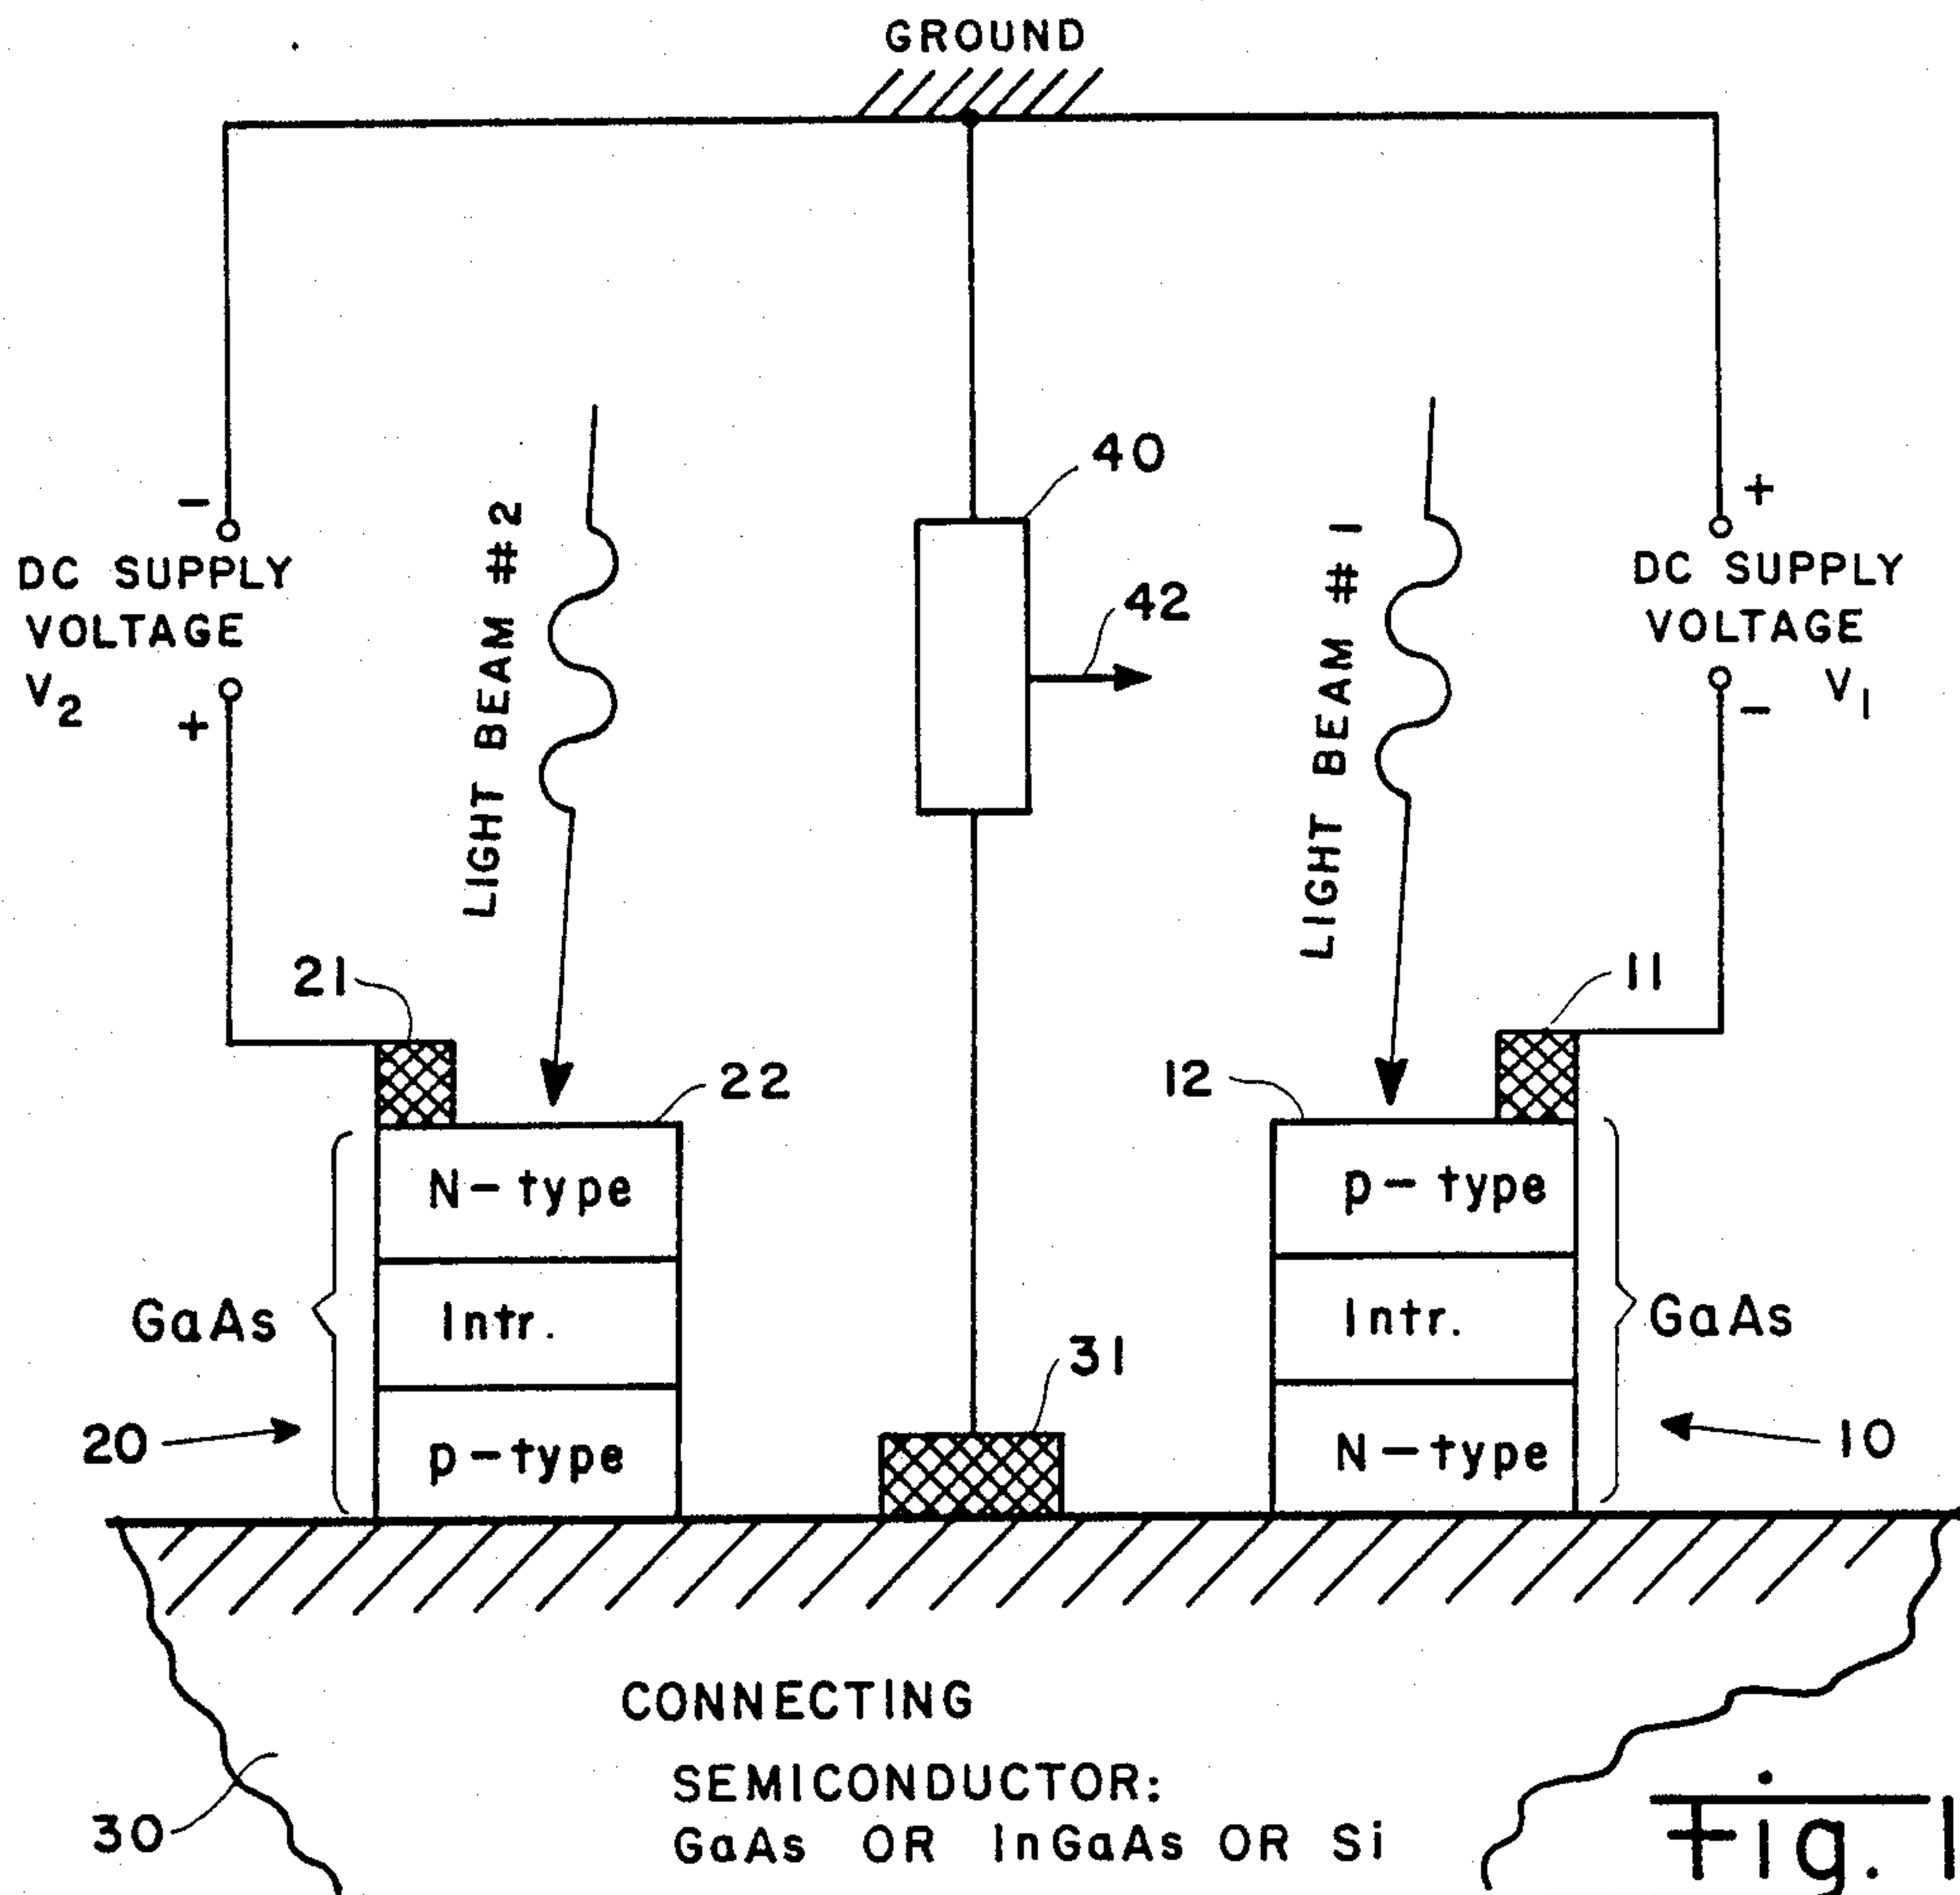 GROUND
40
LIGHT BEAM #2
LIGHT BEAM #1
−
+
DC SUPPLY
VOLTAGE
V2
+
DC SUPPLY
VOLTAGE
V1
−
42
21
11
22
12
N-type
p-type
GaAs
Intr.
Intr.
GaAs
31
20
p-type
N-type
10
CONNECTING
SEMICONDUCTOR:
GaAs OR InGaAs OR Si
30
Fig. 1